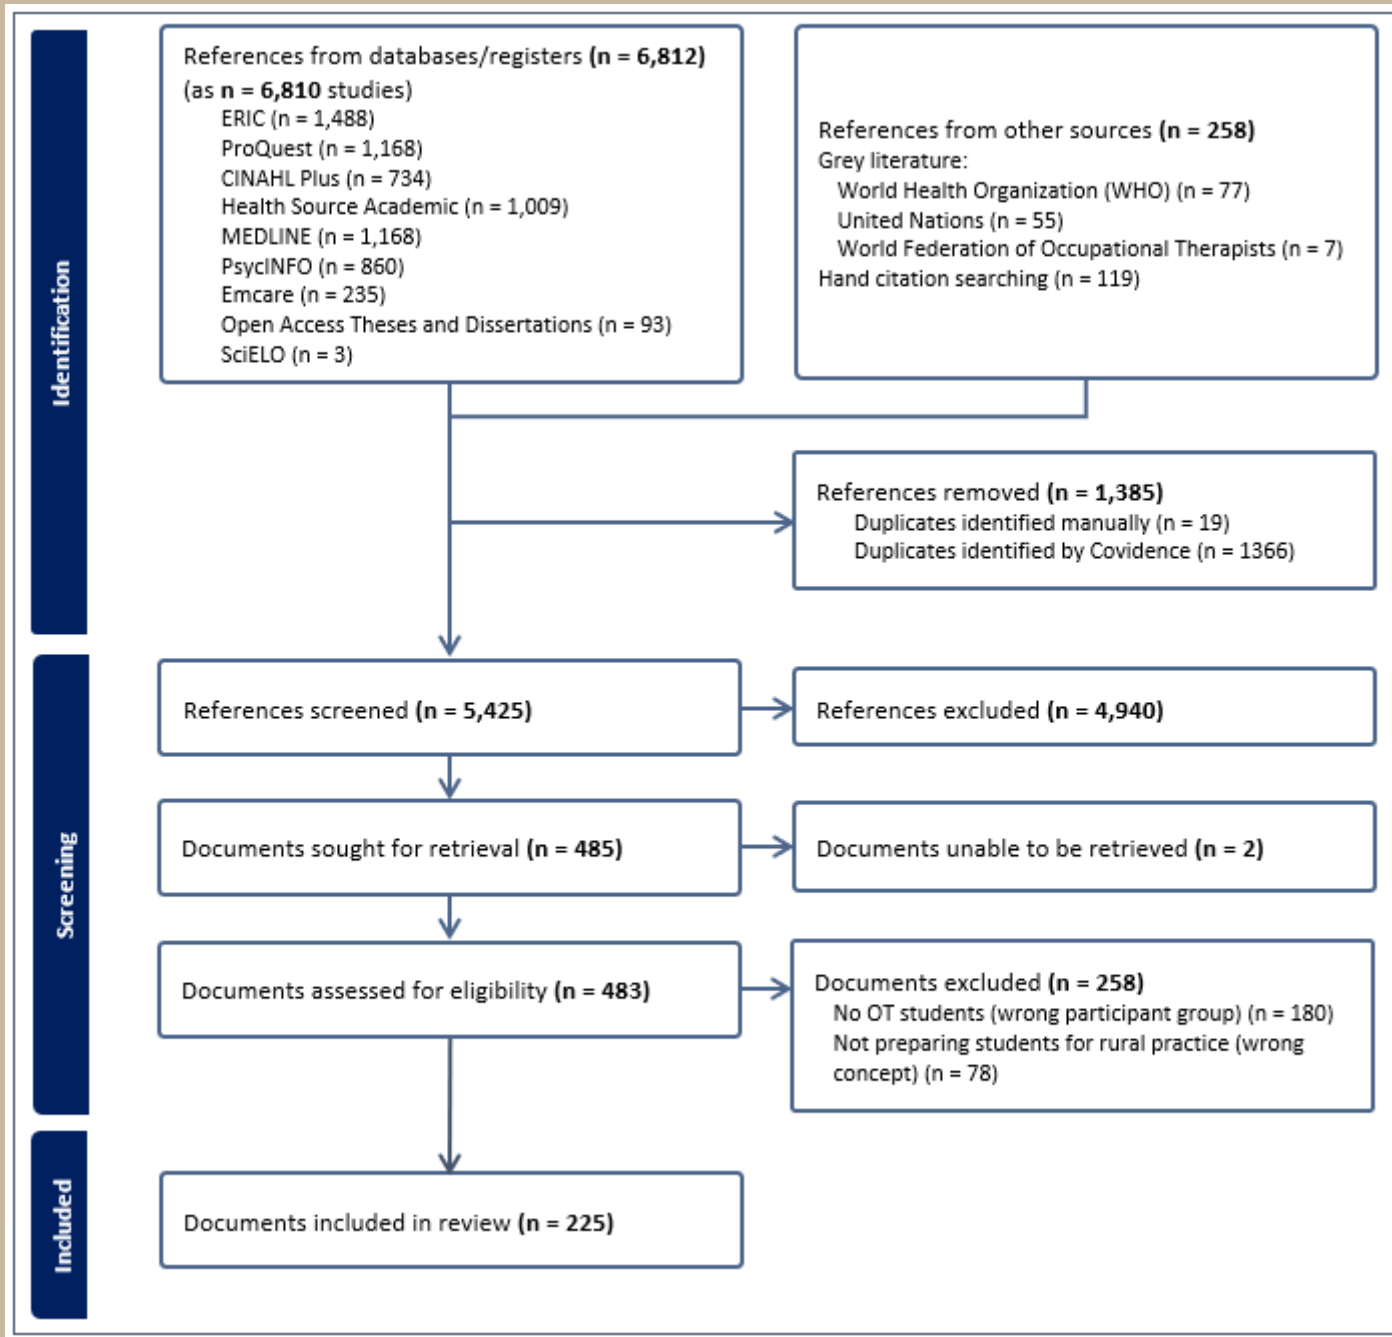 Identification
References from databases/registers (n = 6,812)
(as n = 6,810 studies)
ERIC (n = 1,488)
ProQuest (n = 1,168)
CINAHL Plus (n = 734)
Health Source Academic (n = 1,009)
MEDLINE (n = 1,168)
PsycINFO (n = 860)
Emcare (n = 235)
Open Access Theses and Dissertations (n = 93)
SciELO (n = 3)
References from other sources (n = 258)
Grey literature:
World Health Organization (WHO) (n = 77)
United Nations (n = 55)
World Federation of Occupational Therapists (n = 7)
Hand citation searching (n = 119)
References removed (n = 1,385)
Duplicates identified manually (n = 19)
Duplicates identified by Covidence (n = 1366)
Screening
References screened (n = 5,425)
References excluded (n = 4,940)
Documents sought for retrieval (n = 485)
Documents unable to be retrieved (n = 2)
Documents assessed for eligibility (n = 483)
Documents excluded (n = 258)
No OT students (wrong participant group) (n = 180)
Not preparing students for rural practice (wrong
concept) (n = 78)
Included
Documents included in review (n = 225)